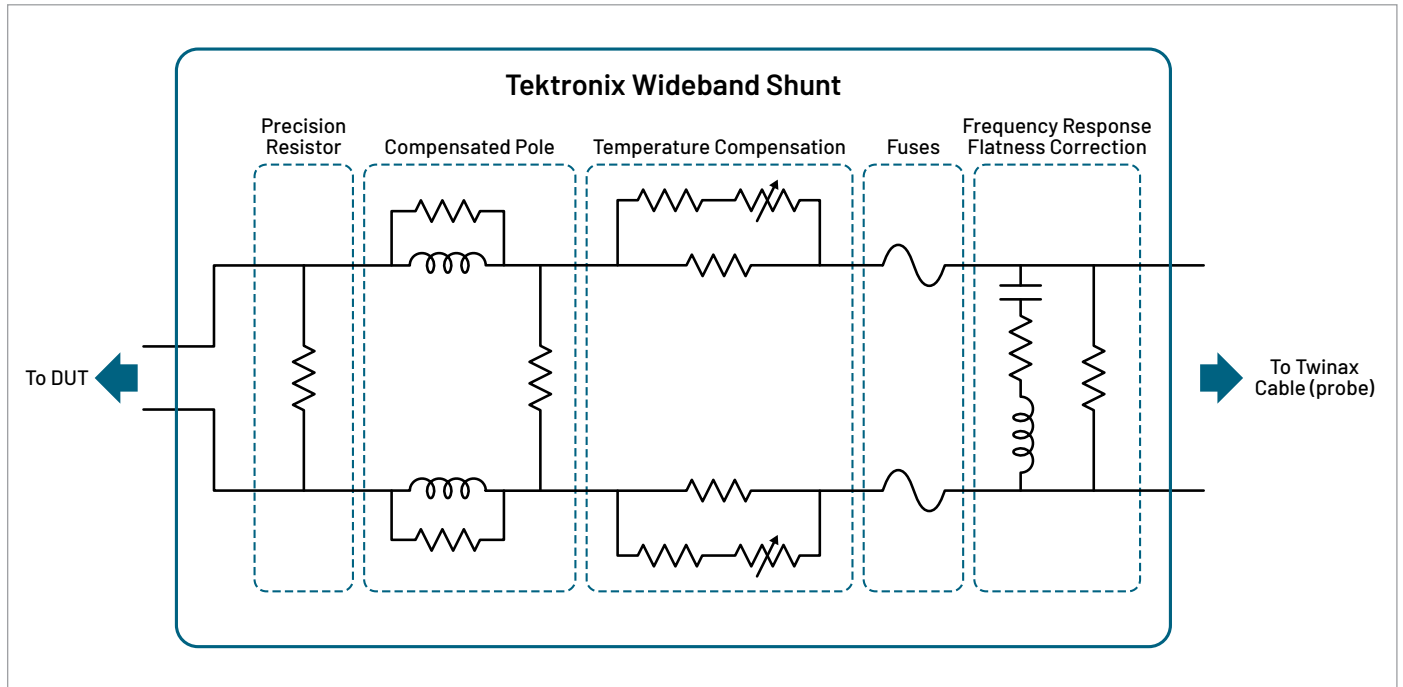 Tektronix Wideband Shunt
Precision
Resistor
Compensated Pole
Temperature Compensation
Fuses
Frequency Response
Flatness Correction
To DUT
To Twinax
Cable (probe)